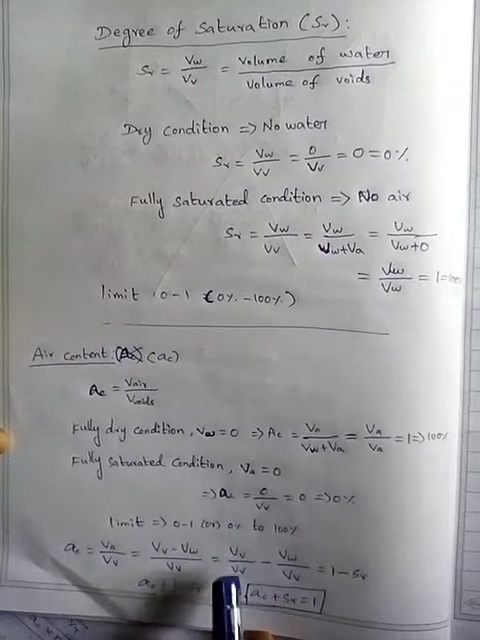 Degree of Saturation (Sr):
Sr = Vw/Vv = Volume of water / Volume of voids
Dry condition => No water
Sr = Vw/Vv = 0/Vv = 0 = 0%
Fully saturated condition => No air
Sr = Vw/Vv = Vw/Vw+Va = Vw/Vw+0
= Vw/Vw = 1=100%
limit 0-1 (0% - 100%)
Air content: (ac)
Ac = Vair/Vvoids
Fully dry condition, Vw=0 => Ac = Va/Vw+Va = Va/Va = 1=>100%
Fully saturated Condition, Va = 0
=> ac = 0/Vv = 0 => 0%
limit => 0-1 (or) 0% to 100%
ac = Va/Vv = Vv-Vw/Vv = Vv/Vv - Vw/Vv = 1-Sr
ac + Sr = 1